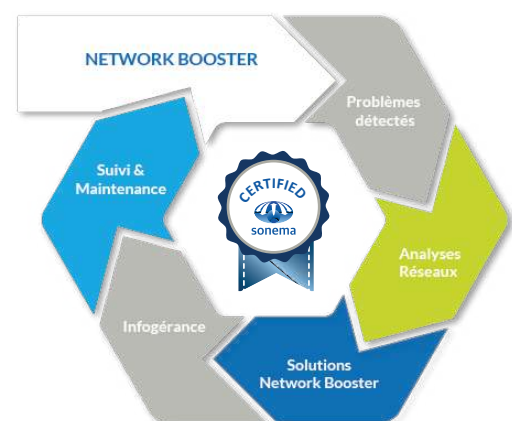 NETWORK BOOSTER
Problèmes
détectés
Analyses
Réseaux
Solutions
Network Booster
Infogérance
Suivi &
Maintenance
CERTIFIED
sonema